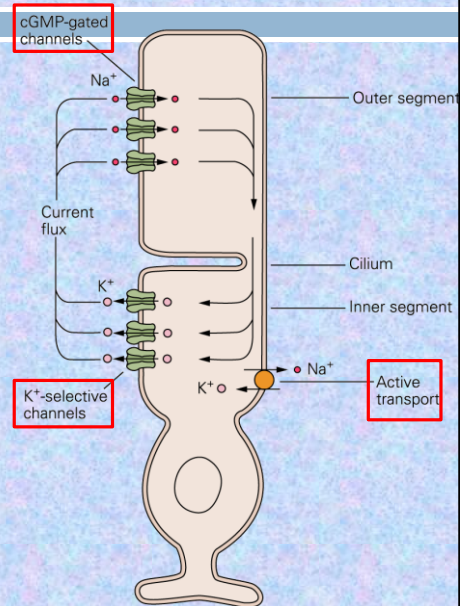 cGMP-gated
channels
Na⁺
Outer segment
Current
flux
Cilium
K⁺
Inner segment
Na⁺
K⁺
Active
transport
K⁺-selective
channels